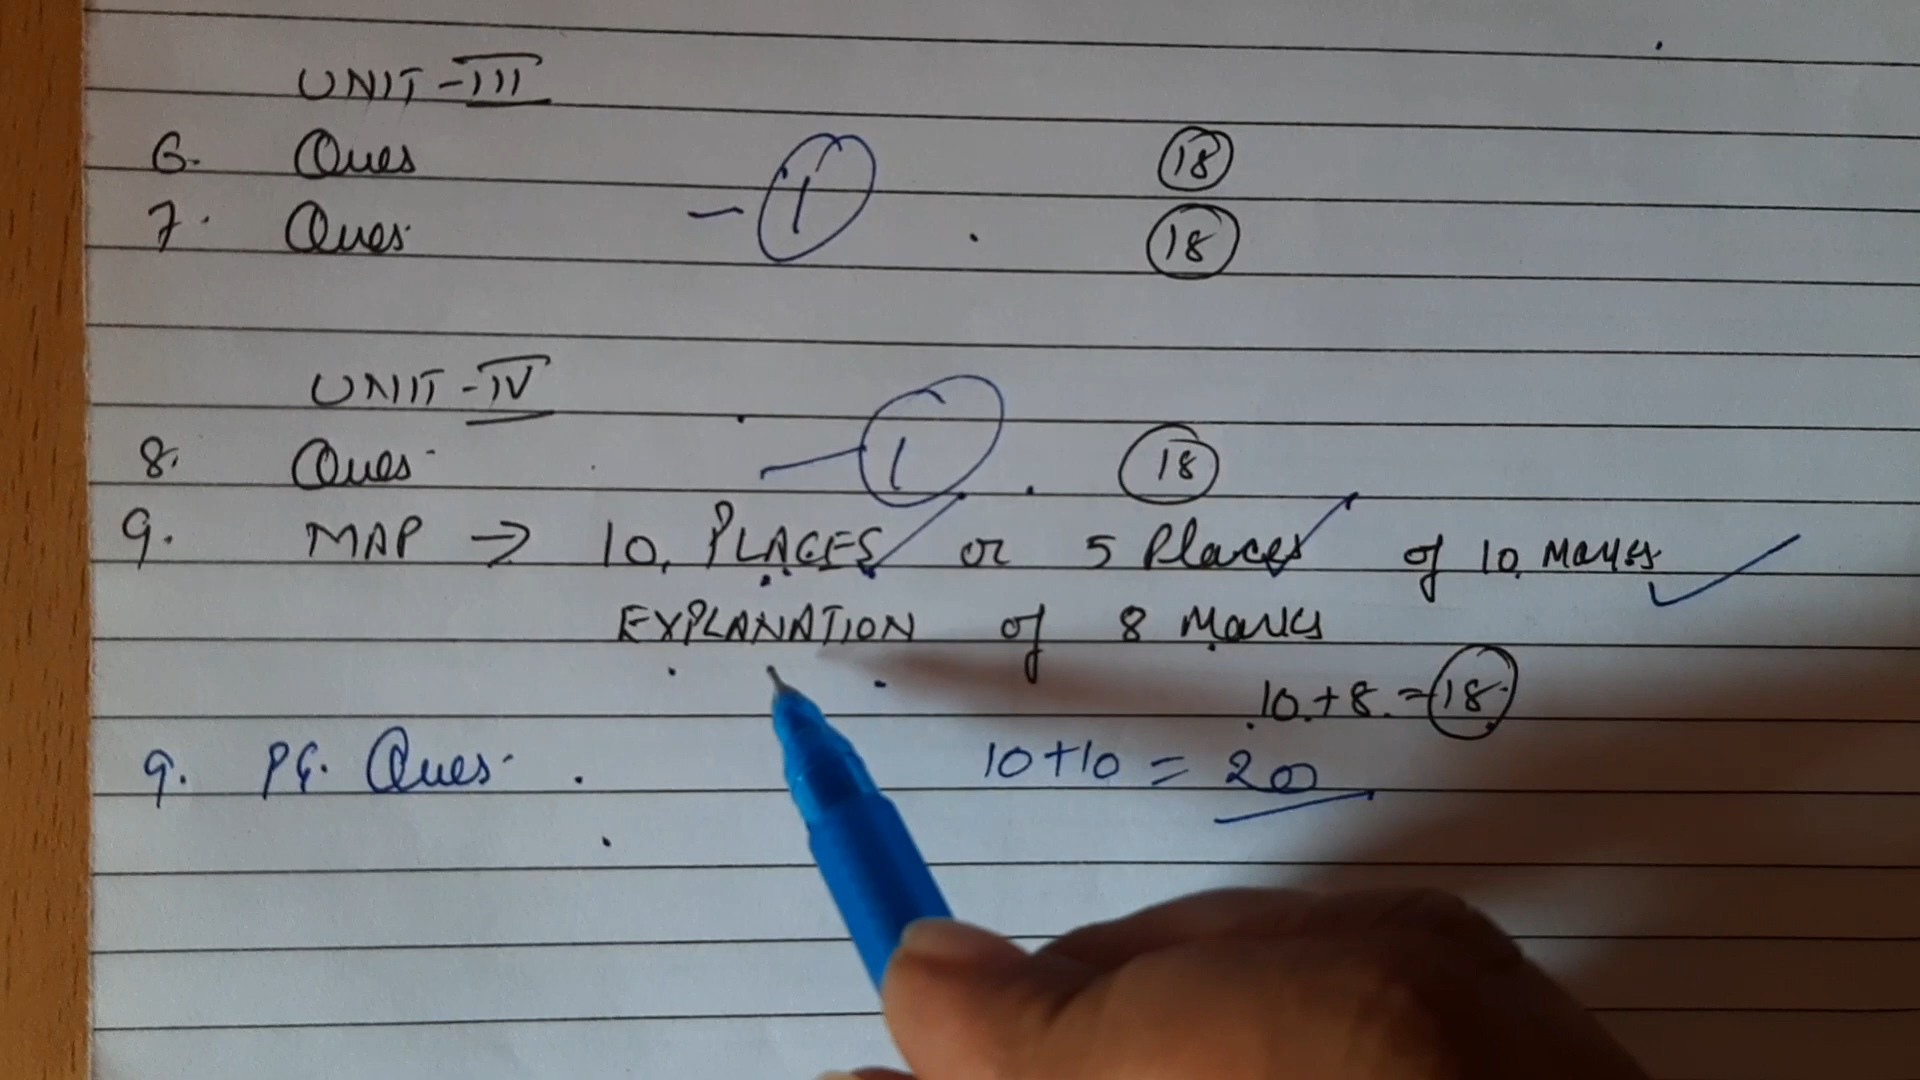 UNIT-III
6. Ques 18
7. Ques - 1 18
UNIT-IV
8. Ques - 1 18
9. MAP → 10 PLACES or 5 Places of 10 Marks
EXPLANATION of 8 Marks
10+8=18
9. PG. Ques. 10+10=20